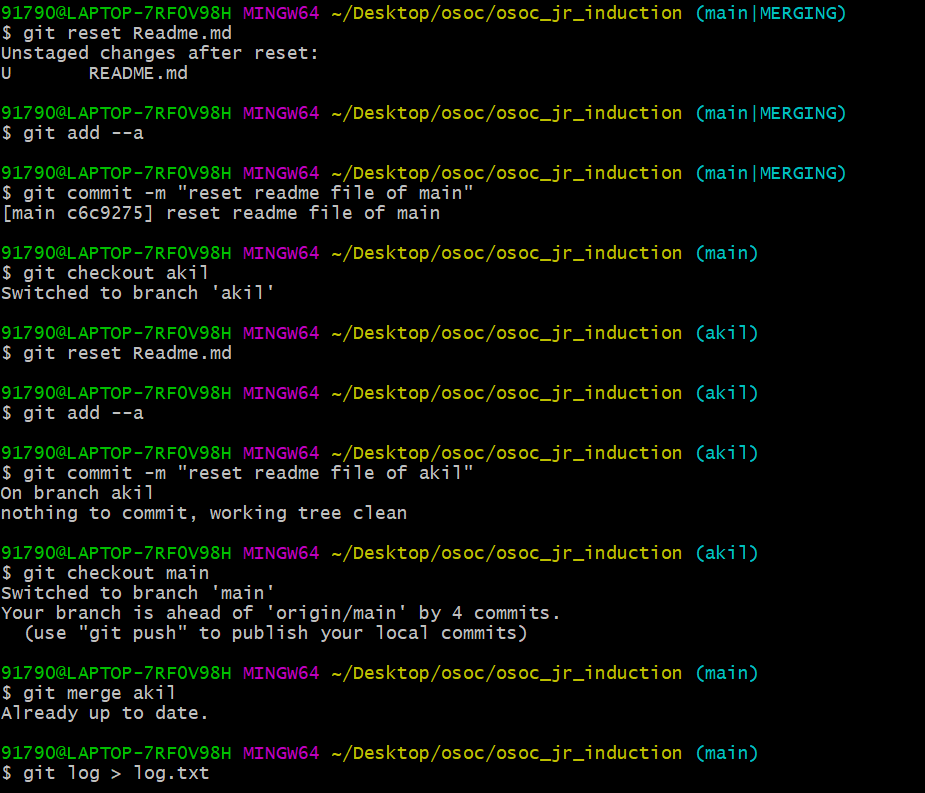 91790@LAPTOP-7RF0V98H MINGW64 ~/Desktop/osoc/osoc_jr_induction (main|MERGING)
$ git reset Readme.md
Unstaged changes after reset:
U       README.md
91790@LAPTOP-7RF0V98H MINGW64 ~/Desktop/osoc/osoc_jr_induction (main|MERGING)
$ git add --a
91790@LAPTOP-7RF0V98H MINGW64 ~/Desktop/osoc/osoc_jr_induction (main|MERGING)
$ git commit -m "reset readme file of main"
[main c6c9275] reset readme file of main
91790@LAPTOP-7RF0V98H MINGW64 ~/Desktop/osoc/osoc_jr_induction (main)
$ git checkout akil
Switched to branch 'akil'
91790@LAPTOP-7RF0V98H MINGW64 ~/Desktop/osoc/osoc_jr_induction (akil)
$ git reset Readme.md
91790@LAPTOP-7RF0V98H MINGW64 ~/Desktop/osoc/osoc_jr_induction (akil)
$ git add --a
91790@LAPTOP-7RF0V98H MINGW64 ~/Desktop/osoc/osoc_jr_induction (akil)
$ git commit -m "reset readme file of akil"
On branch akil
nothing to commit, working tree clean
91790@LAPTOP-7RF0V98H MINGW64 ~/Desktop/osoc/osoc_jr_induction (akil)
$ git checkout main
Switched to branch 'main'
Your branch is ahead of 'origin/main' by 4 commits.
  (use "git push" to publish your local commits)
91790@LAPTOP-7RF0V98H MINGW64 ~/Desktop/osoc/osoc_jr_induction (main)
$ git merge akil
Already up to date.
91790@LAPTOP-7RF0V98H MINGW64 ~/Desktop/osoc/osoc_jr_induction (main)
$ git log > log.txt